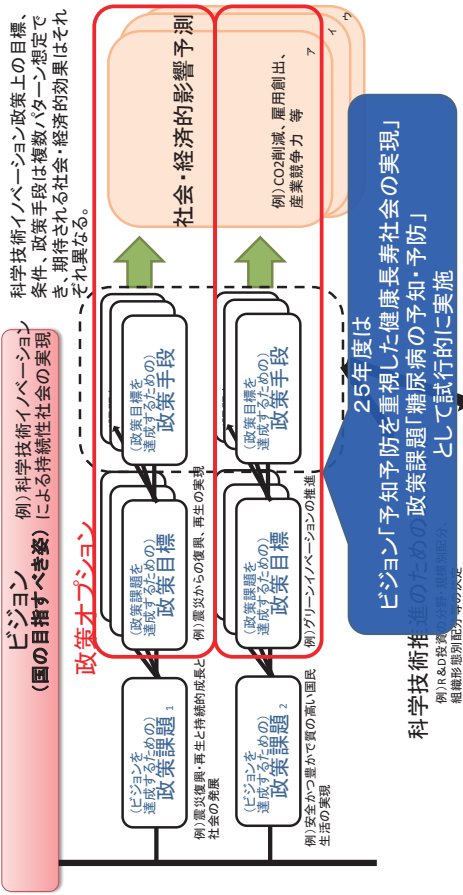 ビジョン
（国の目指すべき姿）
例）科学技術イノベーション
による持続性社会の実現
科学技術イノベーション政策上の目標、
条件、政策手段は複数パターン想定で
き、期待される社会・経済的効果はそれ
ぞれ異なる。
政策オプション
（ビジョンを
達成するための）
政策課題 1
例）震災復興・再生と持続的成長と
社会の発展
（政策課題を
達成するための）
政策目標
例）震災からの復興、再生の実現
（政策目標を
達成するための）
政策手段
社会・経済的影響予測
例）CO2削減、雇用創出、
産業競争力　等
ア
イ
ウ
（ビジョンを
達成するための）
政策課題 2
例）安全かつ豊かで質の高い国民
生活の実現
（政策課題を
達成するための）
政策目標
例）グリーンイノベーションの推進
（政策目標を
達成するための）
政策手段
25年度は
ビジョン「予知予防を重視した健康長寿社会の実現」
政策課題「糖尿病の予知・予防」
として試行的に実施
科学技術推進のための
例）R&D投資の分野・規模別配分、
組織形態別配分等の決定